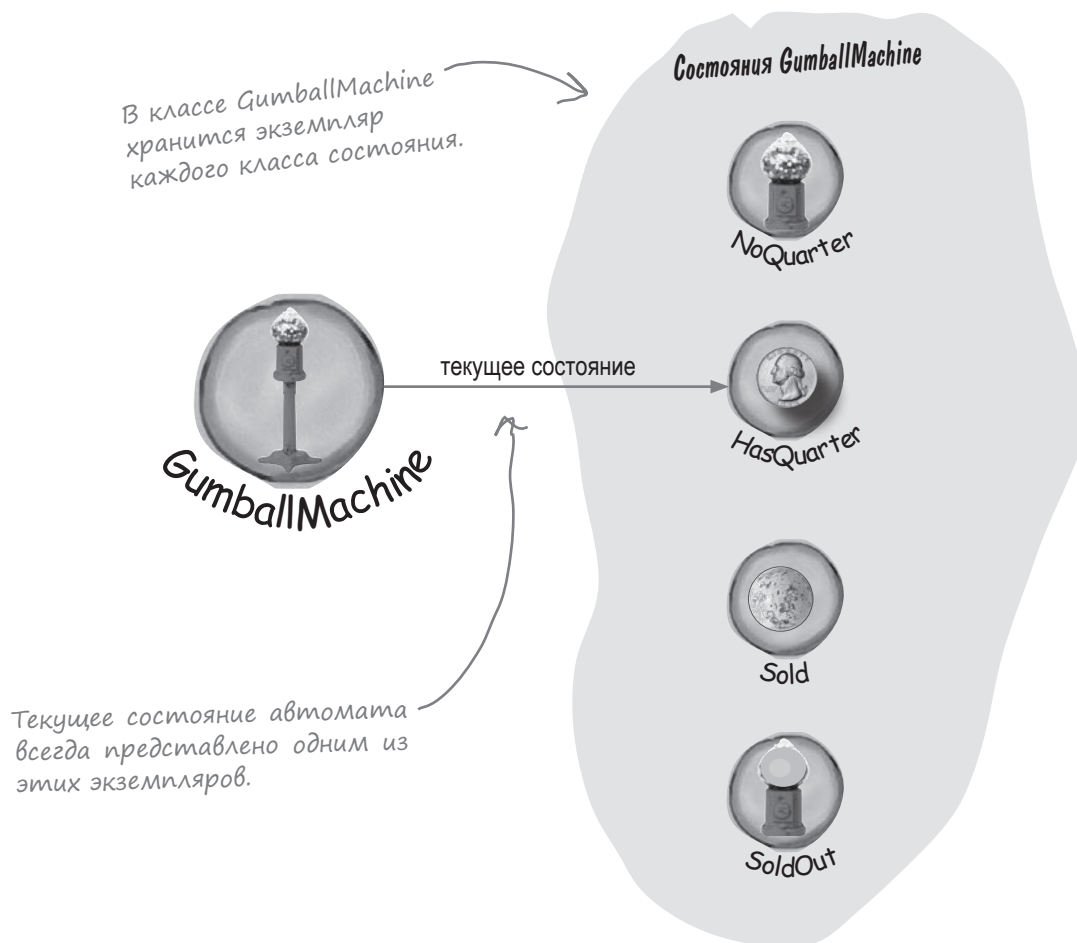 Состояния GumballMachine
В классе GumballMachine
хранится экземпляр
каждого класса состояния.
NoQuarter
текущее состояние
HasQuarter
GumballMachine
Sold
Текущее состояние автомата
всегда представлено одним из
этих экземпляров.
SoldOut